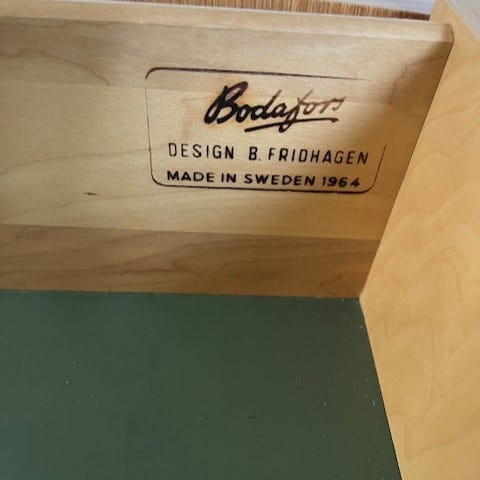 Bodafors
DESIGN B. FRIDHAGEN
MADE IN SWEDEN 1964